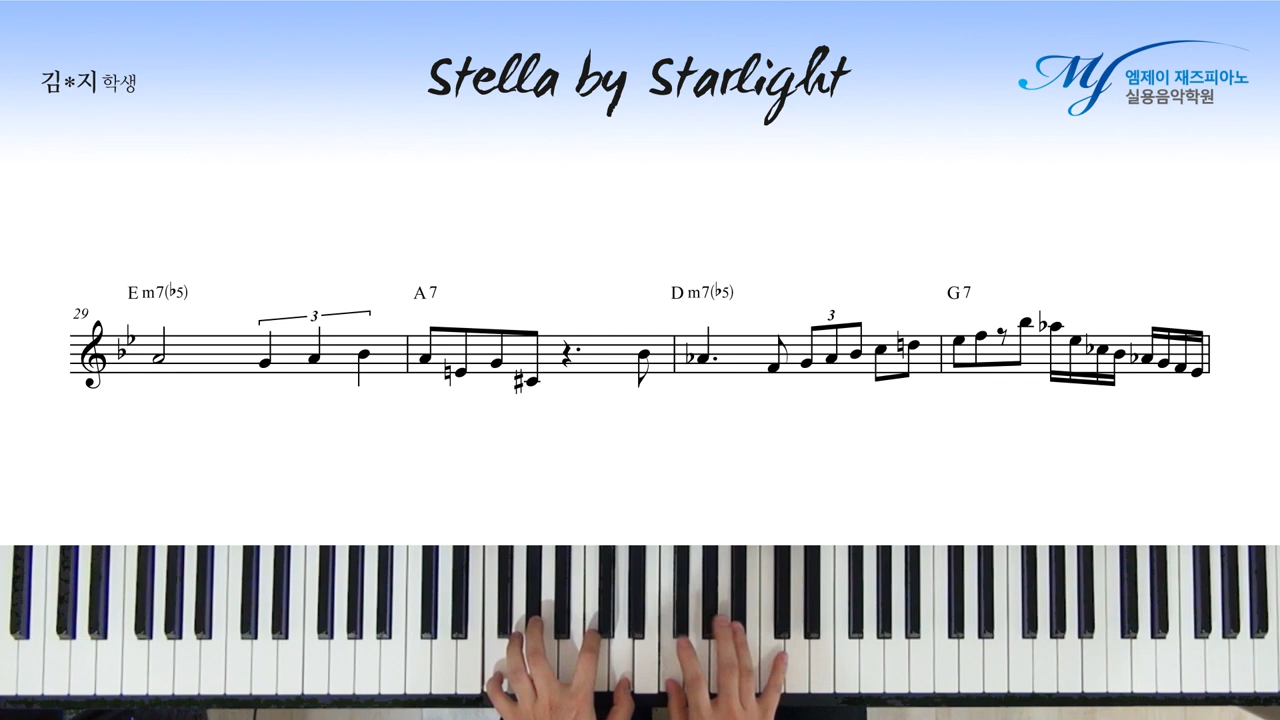 Stella by Starlight
김*지 학생
엠제이 재즈피아노
실용음악학원
E m7(♭5) A 7 D m7(♭5) G 7
29
3 3